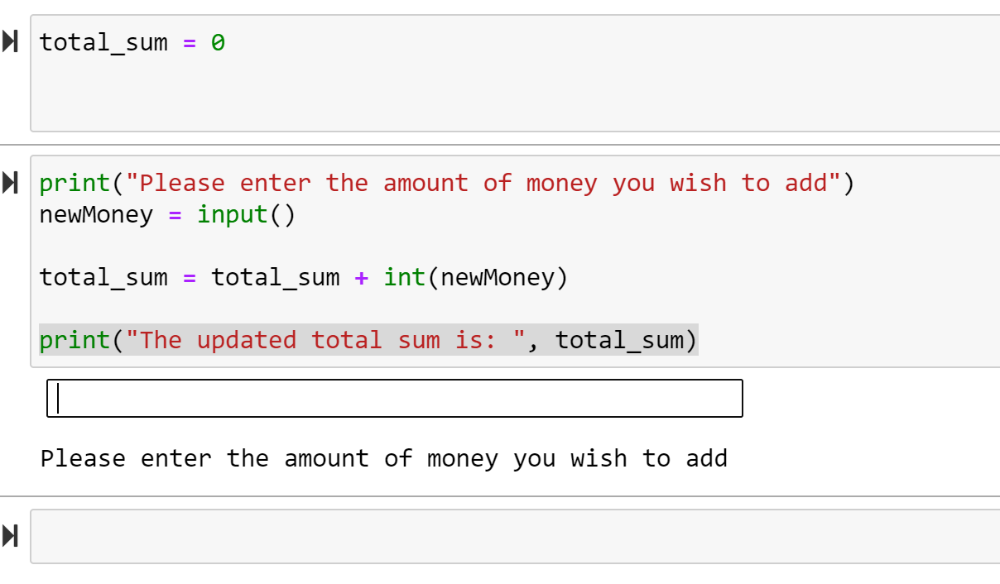 total_sum = 0
print("Please enter the amount of money you wish to add")
newMoney = input()
total_sum = total_sum + int(newMoney)
print("The updated total sum is: ", total_sum)
Please enter the amount of money you wish to add